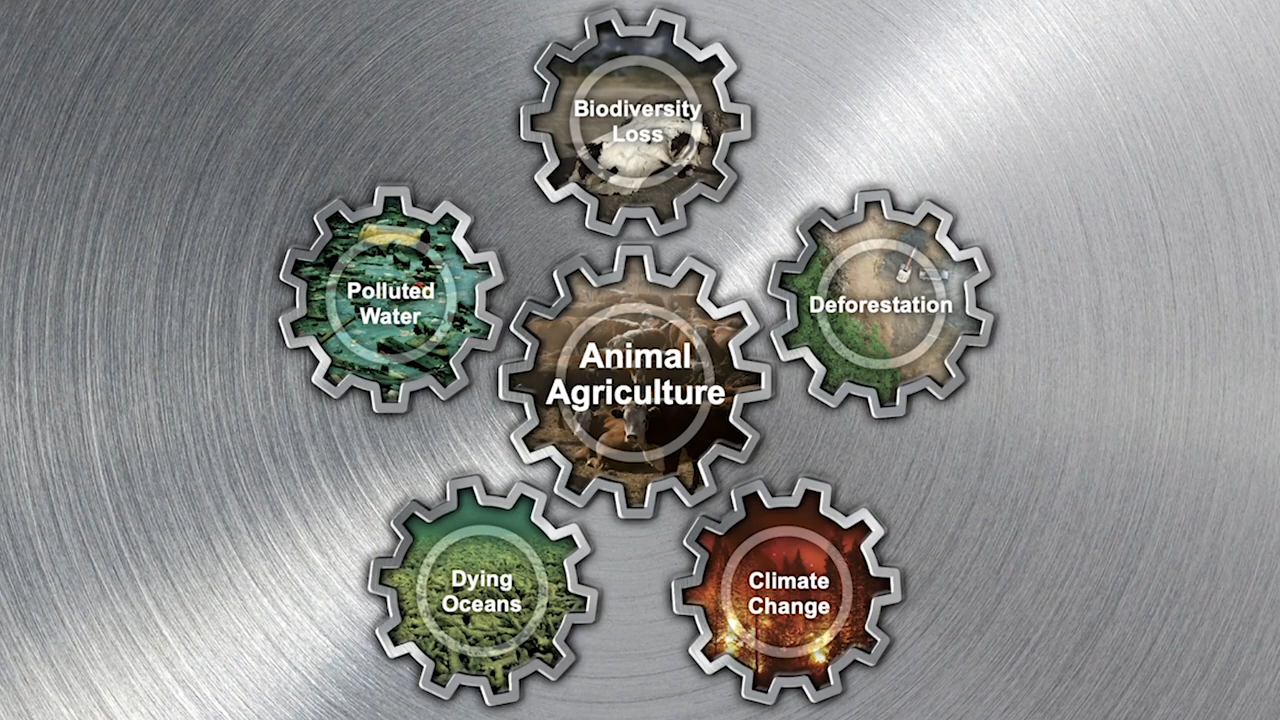 Biodiversity
Loss
Polluted
Water
Deforestation
Animal
Agriculture
Dying
Oceans
Climate
Change